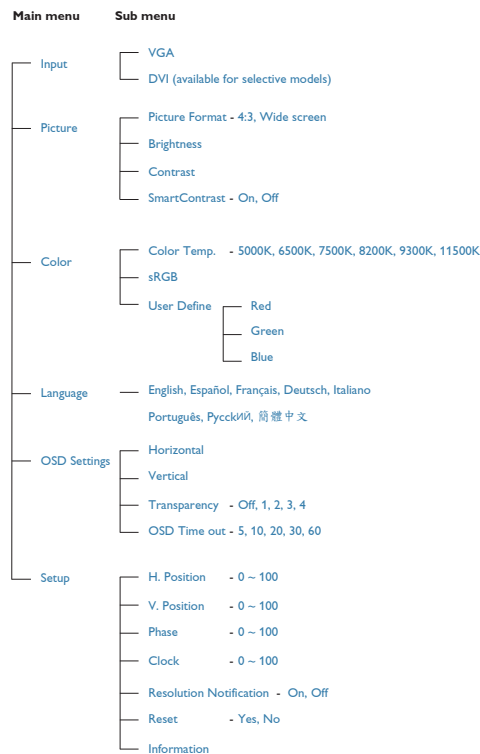 Main menu Sub menu
Input
VGA
DVI (available for selective models)
Picture
Picture Format - 4:3, Wide screen
Brightness
Contrast
SmartContrast - On, Off
Color
Color Temp. - 5000K, 6500K, 7500K, 8200K, 9300K, 11500K
sRGB
User Define
Red
Green
Blue
Language
English, Español, Français, Deutsch, Italiano
Português, РусскИЙ, 簡體中文
OSD Settings
Horizontal
Vertical
Transparency - Off, 1, 2, 3, 4
OSD Time out - 5, 10, 20, 30, 60
Setup
H. Position - 0 ~ 100
V. Position - 0 ~ 100
Phase - 0 ~ 100
Clock - 0 ~ 100
Resolution Notification - On, Off
Reset - Yes, No
Information